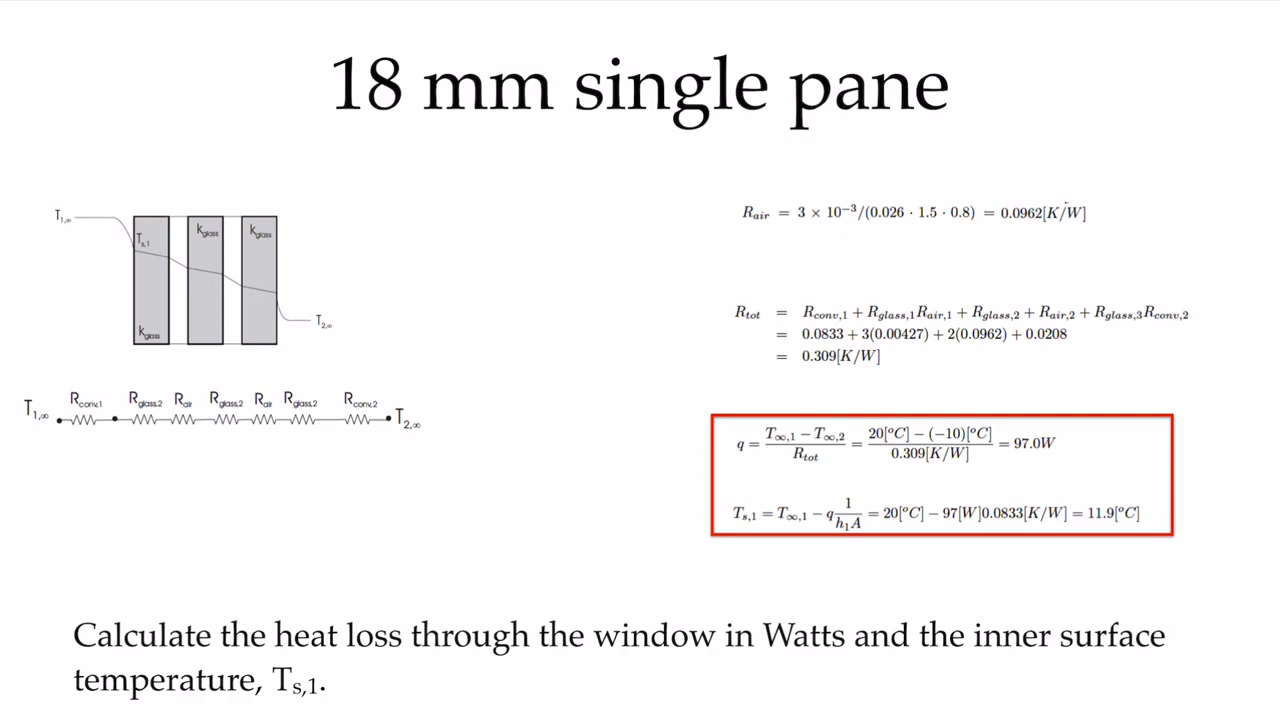 18 mm single pane
T1,∞
Ts,1
kglass
kglass
kglass
T2,∞
T1,∞ Rconv,1 Rglass,2 Rair Rglass,2 Rair Rglass,2 Rconv,2 T2,∞
Rair = 3 × 10−3/(0.026 · 1.5 · 0.8) = 0.0962[K/W]
Rtot = Rconv,1 + Rglass,1Rair,1 + Rglass,2 + Rair,2 + Rglass,3Rconv,2
= 0.0833 + 3(0.00427) + 2(0.0962) + 0.0208
= 0.309[K/W]
q = T∞,1 − T∞,2 / Rtot = 20[oC] − (−10)[oC] / 0.309[K/W] = 97.0W
Ts,1 = T∞,1 − q 1/h1A = 20[oC] − 97[W]0.0833[K/W] = 11.9[oC]
Calculate the heat loss through the window in Watts and the inner surface
temperature, Ts,1.